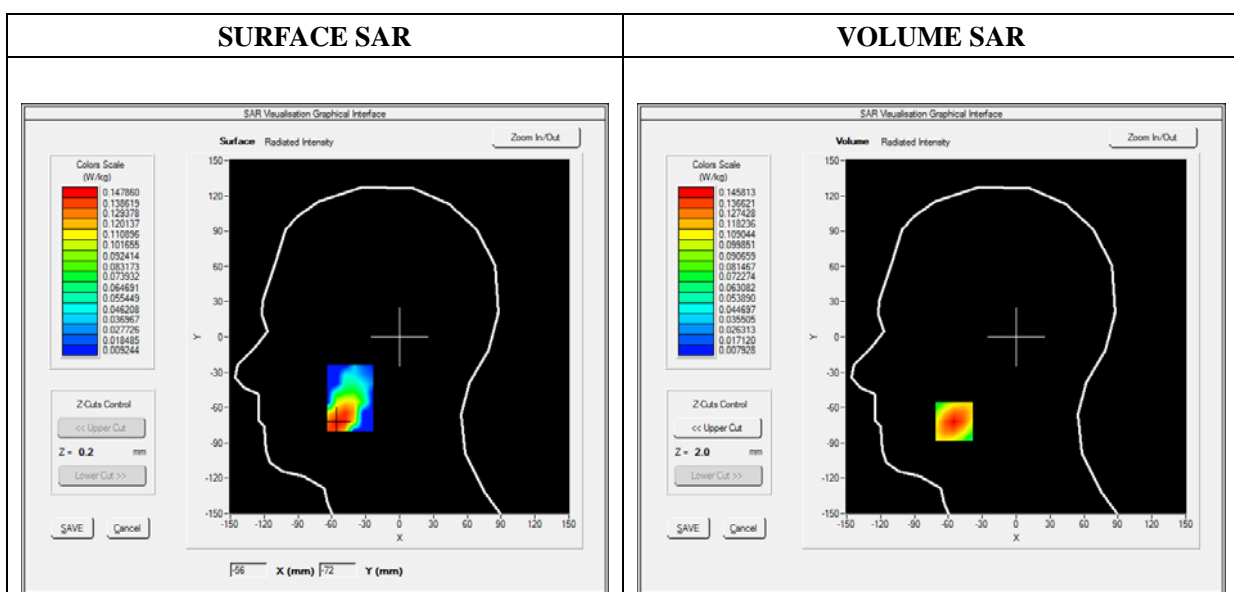 SURFACE SAR
VOLUME SAR
SAR Visualisation Graphical Interface
Surface Radiated Intensity
Zoom In/Out
Colors Scale
(W/kg)
0.147860
0.138619
0.129378
0.120137
0.110896
0.101655
0.092414
0.083173
0.073932
0.064691
0.055449
0.046208
0.036967
0.027726
0.018485
0.009244
Z-Cuts Control
<< Upper Cut
Z = 0.2 mm
Lower Cut >>
SAVE Cancel
150
120
90
60
30
0
-30
-60
-90
-120
-150
Y
-150 -120 -90 -60 -30 0 30 60 90 120 150
X
-56 X (mm) -72 Y (mm)
SAR Visualisation Graphical Interface
Volume Radiated Intensity
Zoom In/Out
Colors Scale
(W/kg)
0.145813
0.136621
0.127428
0.118236
0.109044
0.099851
0.090659
0.081467
0.072274
0.063082
0.053890
0.044697
0.035505
0.026313
0.017120
0.007928
Z-Cuts Control
<< Upper Cut
Z = 2.0 mm
Lower Cut >>
SAVE Cancel
150
120
90
60
30
0
-30
-60
-90
-120
-150
Y
-150 -120 -90 -60 -30 0 30 60 90 120 150
X